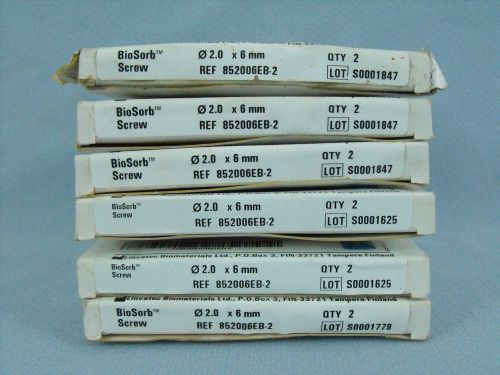 BioSorb™ Ø 2.0 x 6 mm QTY 2
Screw REF 852006EB-2 LOT S0001847
BioSorb™ Ø 2.0 x 6 mm QTY 2
Screw REF 852006EB-2 LOT S0001847
BioSorb™ Ø 2.0 x 6 mm QTY 2
Screw REF 852006EB-2 LOT S0001847
BioSorb™ Ø 2.0 x 6 mm QTY 2
Screw REF 852006EB-2 LOT S0001625
Linvatec Biomaterials Ltd., P.O.Box 3, FIN-33721 Tampere Finland
BioSorb™ Ø 2.0 x 6 mm QTY 2
Screw REF 852006EB-2 LOT S0001625
Linvatec Biomaterials Ltd., P.O.Box 3, FIN-33721 Tampere Finland
BioSorb™ Ø 2.0 x 6 mm QTY 2
Screw REF 852006EB-2 LOT S0001779